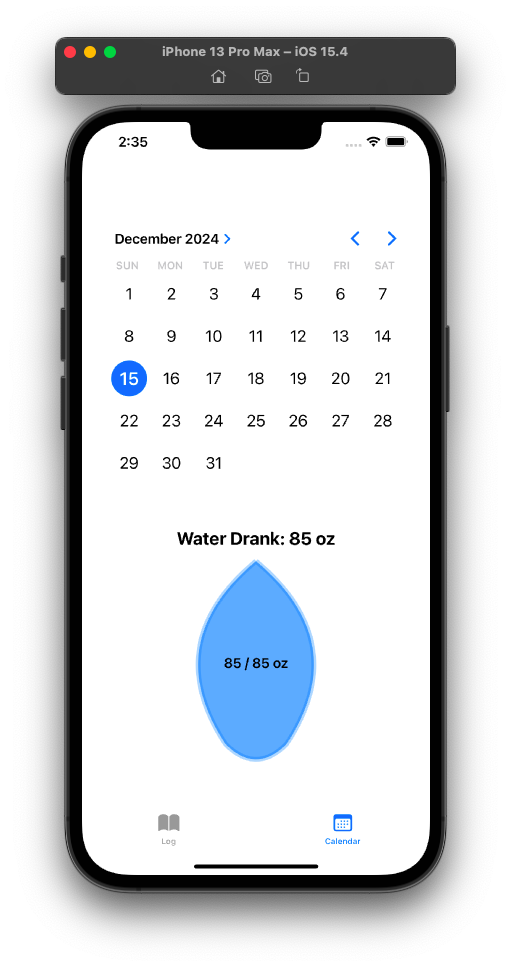 iPhone 13 Pro Max – iOS 15.4
2:35
December 2024
SUN MON TUE WED THU FRI SAT
1 2 3 4 5 6 7
8 9 10 11 12 13 14
15 16 17 18 19 20 21
22 23 24 25 26 27 28
29 30 31
Water Drank: 85 oz
85 / 85 oz
Log Calendar